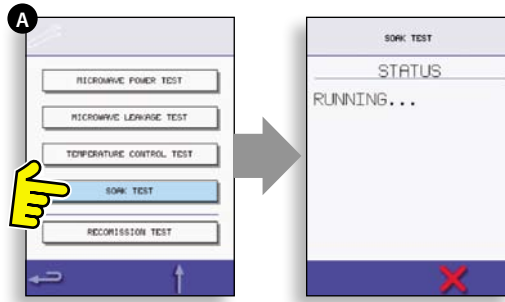 A
MICROWAVE POWER TEST
MICROWAVE LEAKAGE TEST
TEMPERATURE CONTROL TEST
SOAK TEST
RECOMISSION TEST
SOAK TEST
STATUS
RUNNING...